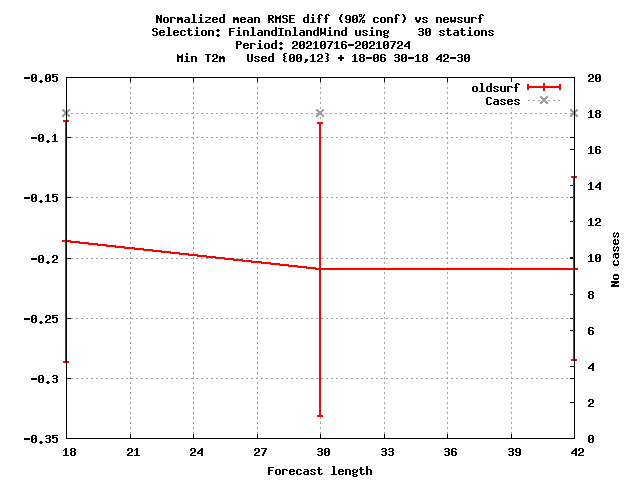 Normalized mean RMSE diff (90% conf) vs newsurf
Selection: FinlandInlandWind using    30 stations
Period: 20210716-20210724
Min T2m   Used {00,12} + 18-06 30-18 42-30
oldsurf
Cases
-0.05
-0.1
-0.15
-0.2
-0.25
-0.3
-0.35
20
18
16
14
12
10
8
6
4
2
0
No cases
18 21 24 27 30 33 36 39 42
Forecast length